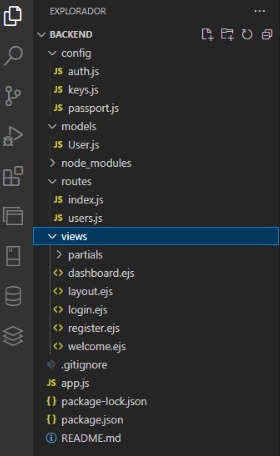 EXPLORADOR
BACKEND
config
JS auth.js
JS keys.js
JS passport.js
models
JS User.js
node_modules
routes
JS index.js
JS users.js
views
partials
<> dashboard.ejs
<> layout.ejs
<> login.ejs
<> register.ejs
<> welcome.ejs
.gitignore
JS app.js
{} package-lock.json
{} package.json
README.md